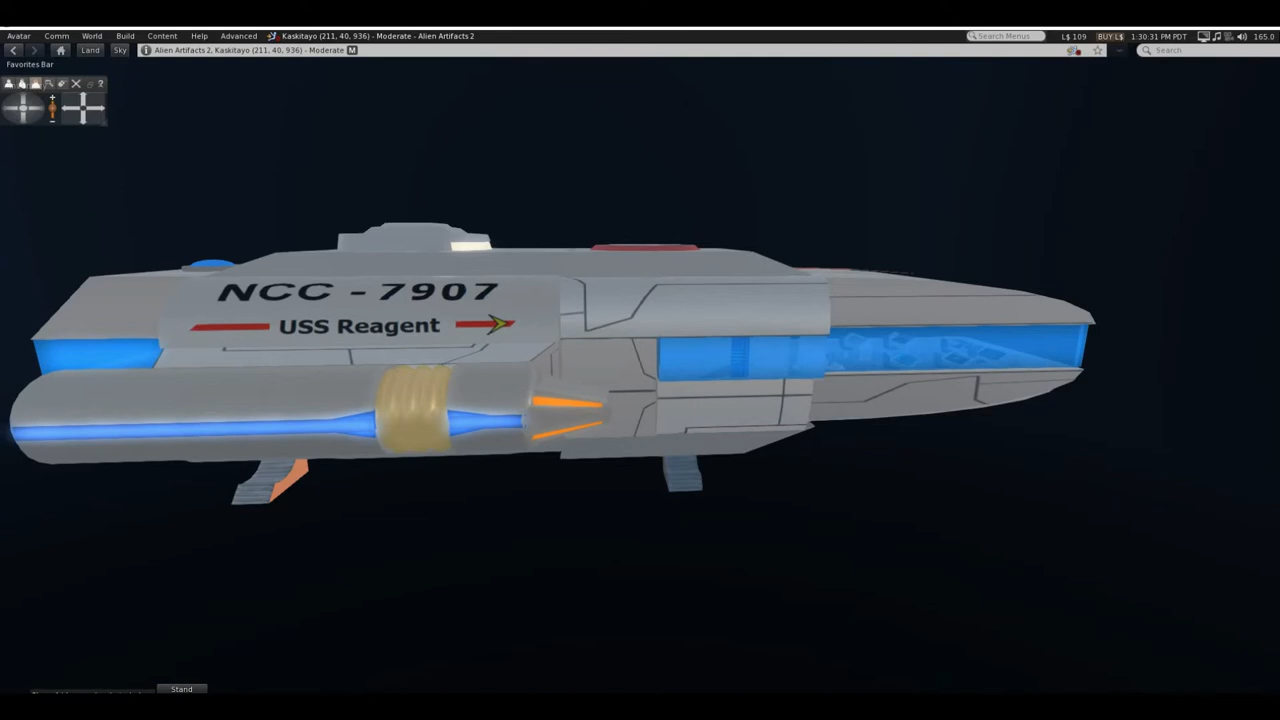 Avatar Comm World Build Content Help Advanced Kaskitayo (211, 40, 936) - Moderate - Alien Artifacts 2 Search Menus L$ 109 BUY L$ 1:30:31 PM PDT 165.0
Land Sky Alien Artifacts 2, Kaskitayo (211, 40, 936) - Moderate M Search
Favorites Bar
?
NCC - 7907
USS Reagent
Stand